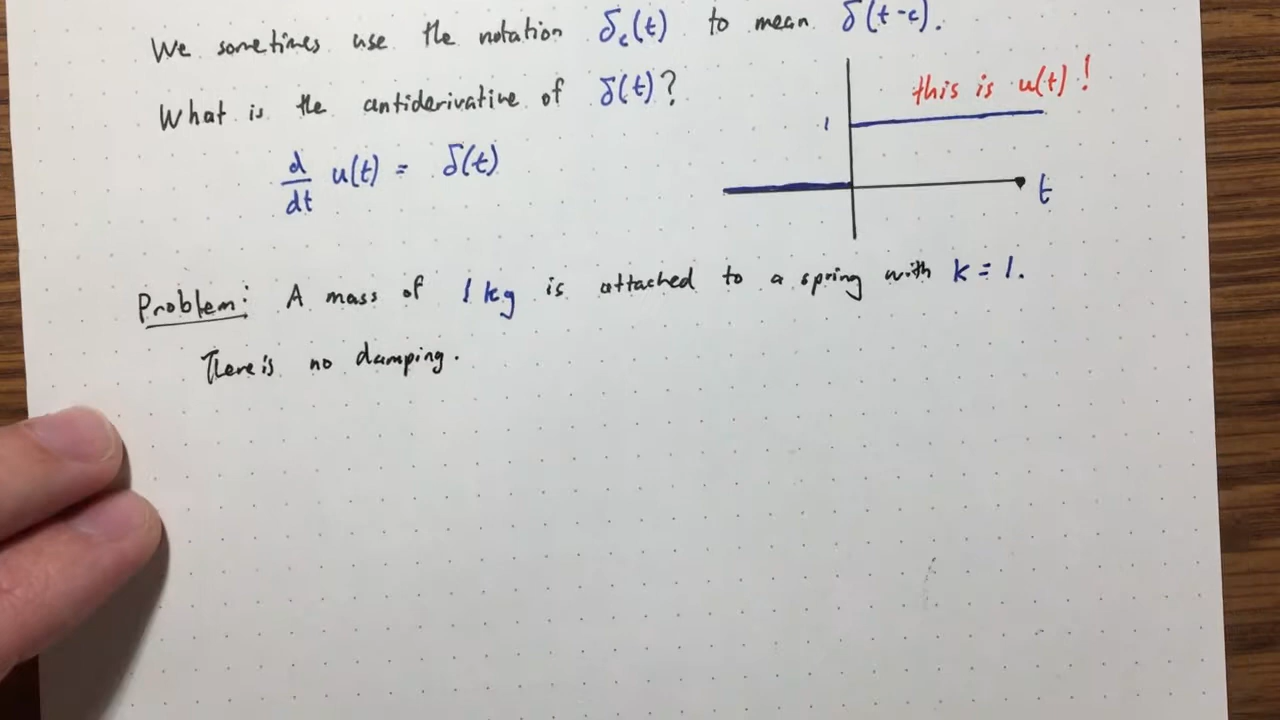 We sometimes use the notation δ_c(t) to mean δ(t-c).
What is the antiderivative of δ(t)?
this is u(t)!
1
d/dt u(t) = δ(t)
t
Problem: A mass of 1 kg is attached to a spring with k = 1.
There is no damping.